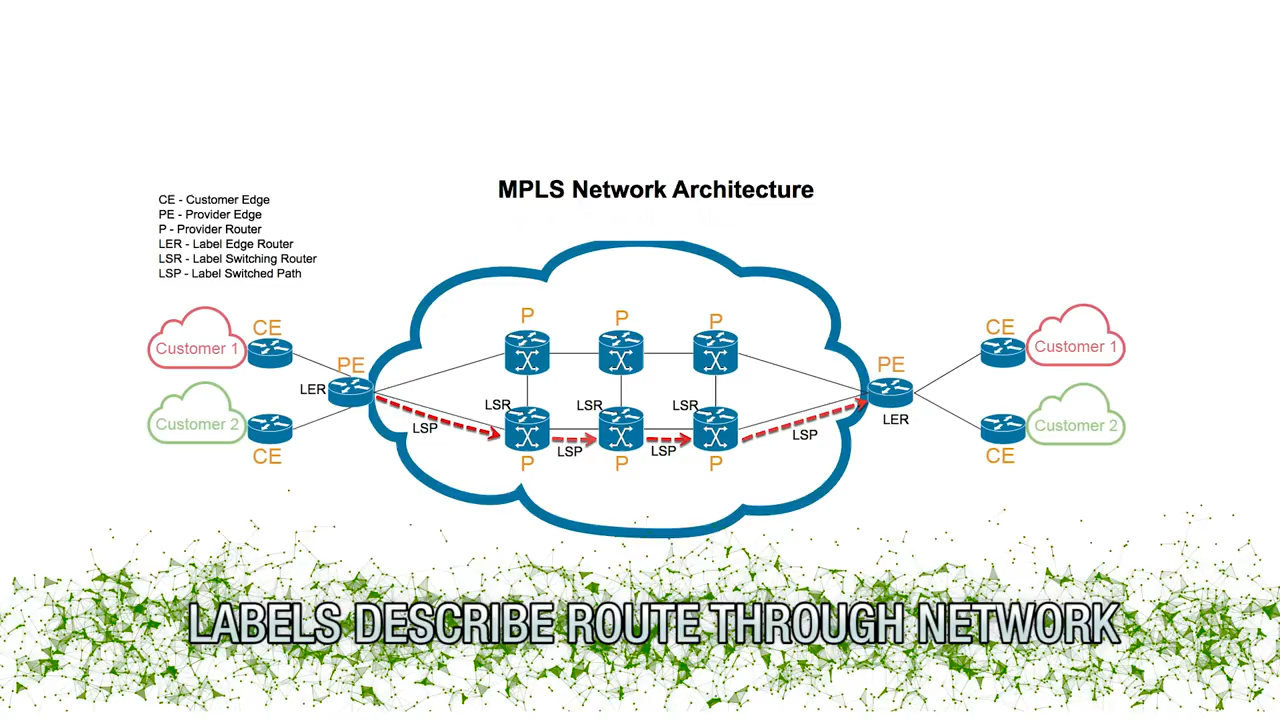 MPLS Network Architecture
CE - Customer Edge
PE - Provider Edge
P - Provider Router
LER - Label Edge Router
LSR - Label Switching Router
LSP - Label Switched Path
P
P
P
CE
CE
Customer 1
Customer 1
PE
PE
LER
LSR
LSR
LSR
LER
Customer 2
Customer 2
LSP
LSP
LSP
LSP
CE
CE
P
P
P
LABELS DESCRIBE ROUTE THROUGH NETWORK